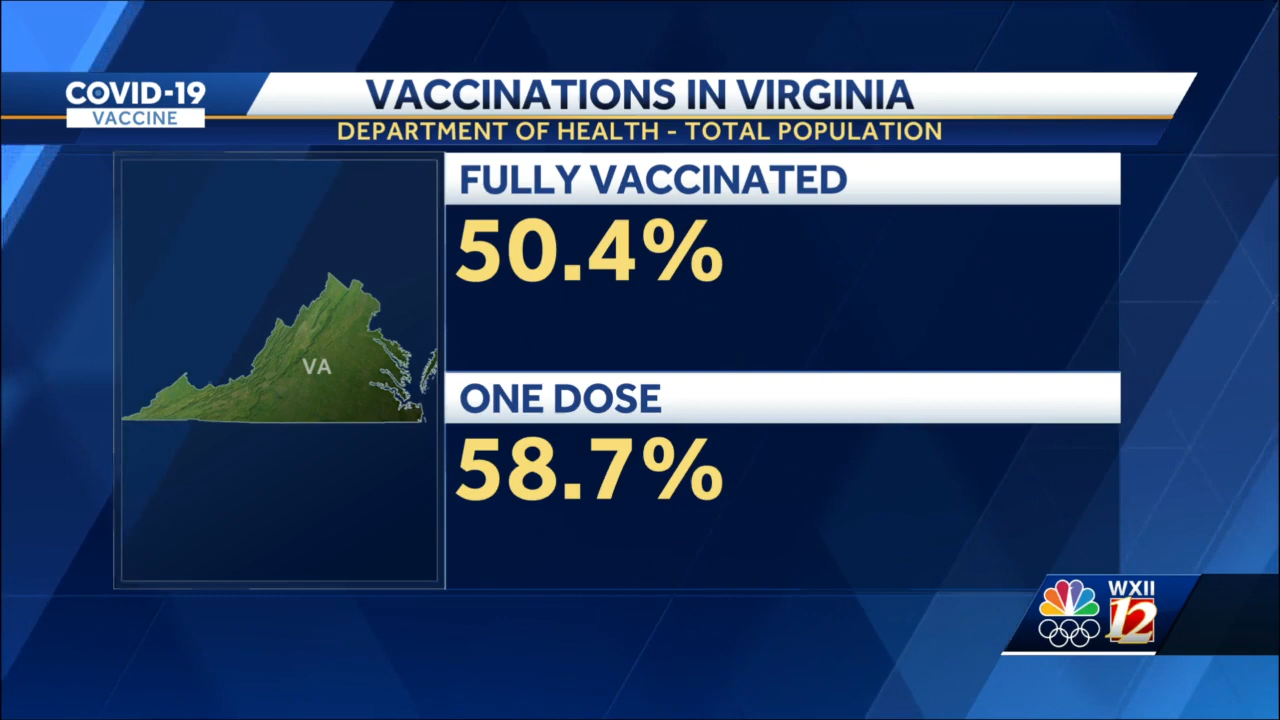 COVID-19
VACCINE
VACCINATIONS IN VIRGINIA
DEPARTMENT OF HEALTH - TOTAL POPULATION
FULLY VACCINATED
50.4%
VA
ONE DOSE
58.7%
WXII
12